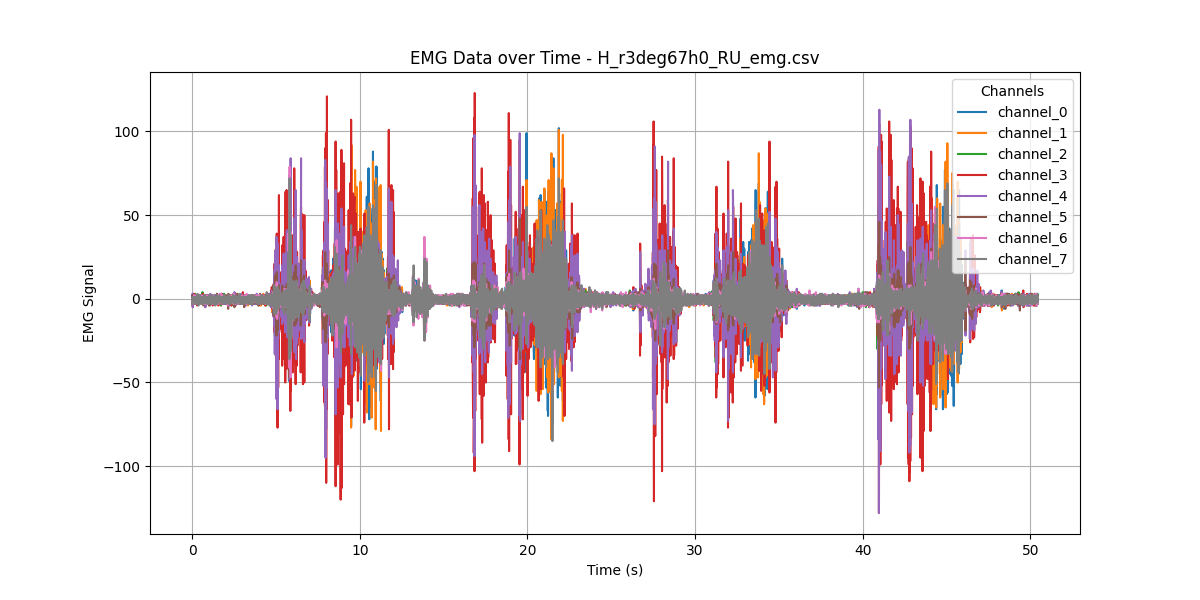 EMG Data over Time - H_r3deg67h0_RU_emg.csv
Channels
channel_0
channel_1
channel_2
channel_3
channel_4
channel_5
channel_6
channel_7
EMG Signal
100
50
0
−50
−100
0 10 20 30 40 50
Time (s)